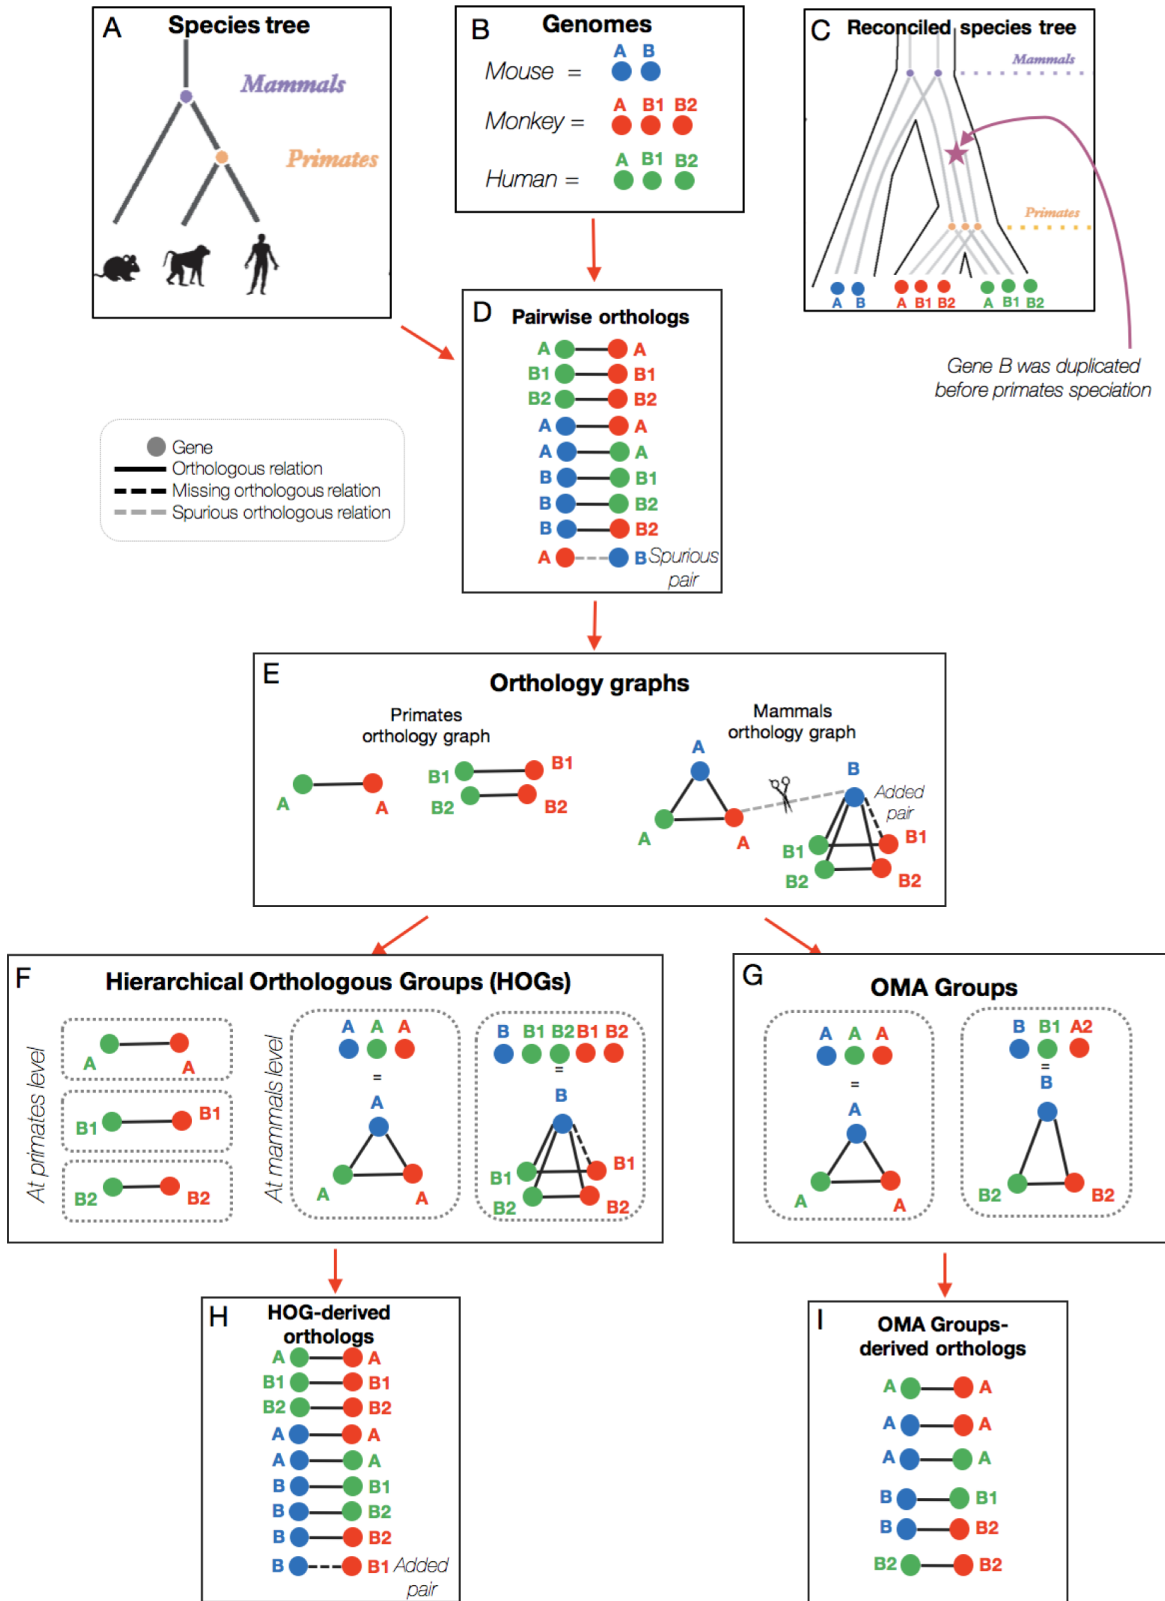 A
Species tree
Mammals
Primates
B
Genomes
A B
Mouse =
A B1 B2
Monkey =
A B1 B2
Human =
C
Reconciled species tree
Mammals
Primates
A B A B1 B2 A B1 B2
Gene B was duplicated
before primates speciation
Gene
Orthologous relation
Missing orthologous relation
Spurious orthologous relation
D
Pairwise orthologs
A A
B1 B1
B2 B2
A A
A A
B B1
B B2
B B2
A B Spurious
pair
E
Orthology graphs
Primates
orthology graph
A A
B1 B1
B2 B2
Mammals
orthology graph
A
A A
B
Added
pair
B1 B1
B2 B2
F
Hierarchical Orthologous Groups (HOGs)
At primates level
A A
B1 B1
B2 B2
At mammals level
A A A
=
A
A A
B B1 B2 B1 B2
=
B
B1 B1
B2 B2
G
OMA Groups
A A A
=
A
A A
B B1 A2
=
B
B2 B2
H
HOG-derived
orthologs
A A
B1 B1
B2 B2
A A
A A
B B1
B B2
B B2
B B1 Added
pair
I
OMA Groups-
derived orthologs
A A
A A
A A
B B1
B B2
B2 B2